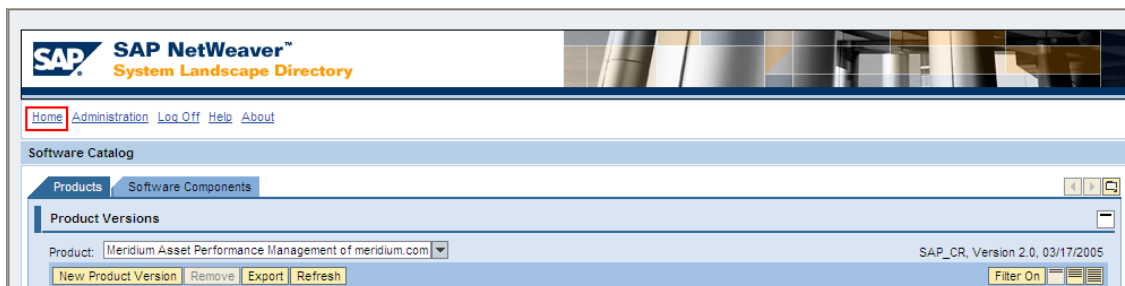 SAP SAP NetWeaver™
System Landscape Directory
Home Administration Log Off Help About
Software Catalog
Products Software Components
Product Versions
Product: Meridium Asset Performance Management of meridium.com SAP_CR, Version 2.0, 03/17/2005
New Product Version Remove Export Refresh Filter On